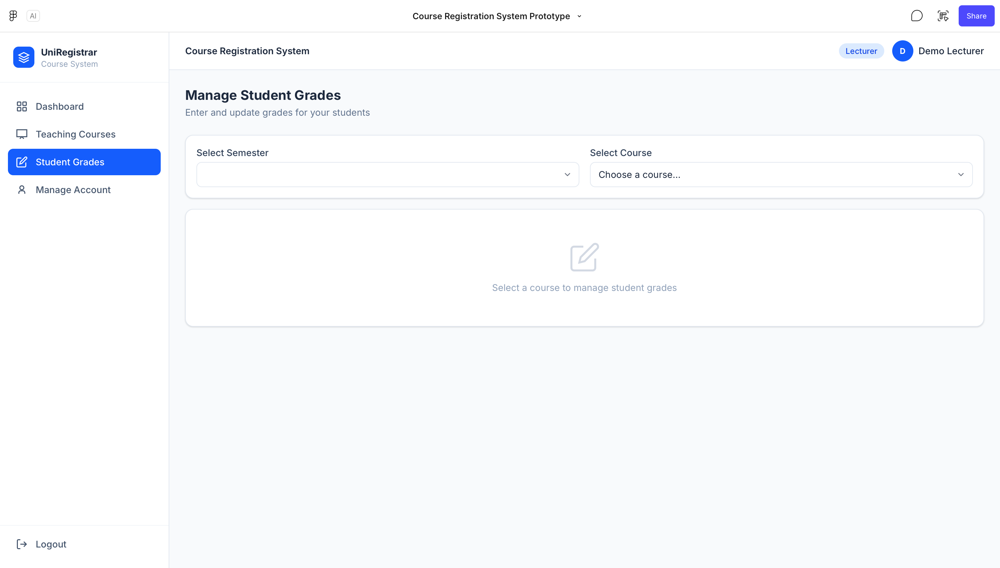 AI
Course Registration System Prototype
Share
UniRegistrar
Course System
Course Registration System
Lecturer
D
Demo Lecturer
Dashboard
Teaching Courses
Student Grades
Manage Account
Manage Student Grades
Enter and update grades for your students
Select Semester
Select Course
Choose a course...
Select a course to manage student grades
Logout